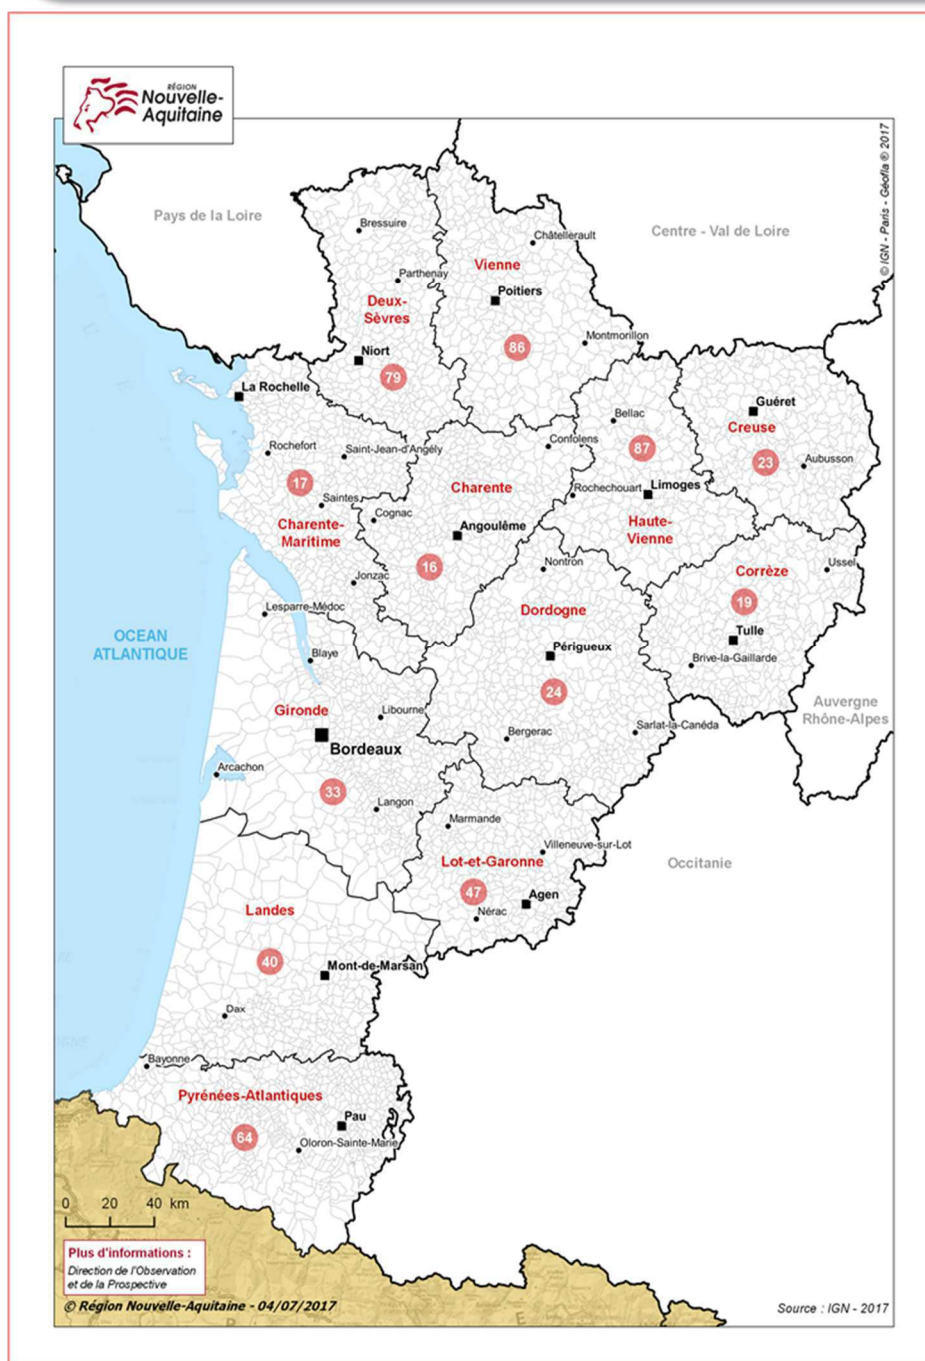 RÉGION
Nouvelle-
Aquitaine
© IGN - Paris - Géofla ® 2017
Pays de la Loire
Centre - Val de Loire
Bressuire
Châtellerault
Vienne
Parthenay
Poitiers
Deux-
Sèvres
Montmorillon
86
Niort
79
La Rochelle
Guéret
Bellac
Creuse
Rochefort
Saint-Jean-d'Angély
Confolens
87
23
Aubusson
17
Charente
Rochechouart
Limoges
Saintes
Cognac
Charente-
Maritime
Angoulême
Haute-
Vienne
16
Nontron
Corrèze
Ussel
Jonzac
19
Lesparre-Médoc
Dordogne
OCEAN
ATLANTIQUE
Tulle
Périgueux
Blaye
Brive-la-Gaillarde
24
Auvergne
Rhône-Alpes
Gironde
Libourne
Sarlat-la-Canéda
Bergerac
Bordeaux
Arcachon
33
Langon
Marmande
Villeneuve-sur-Lot
Lot-et-Garonne
Occitanie
47
Agen
Landes
Nérac
40
Mont-de-Marsan
Dax
Bayonne
Pyrénées-Atlantiques
Pau
64
Oloron-Sainte-Marie
0 20 40 km
Plus d'informations :
Direction de l'Observation
et de la Prospective
© Région Nouvelle-Aquitaine - 04/07/2017
Source : IGN - 2017